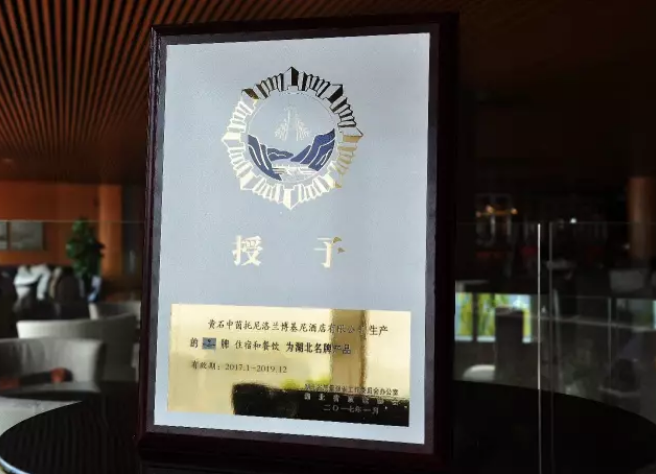 授 予
黄石中茵托尼洛兰博基尼酒店有限公司生产
的 牌 住宿和餐饮 为湖北名牌产品
有效期：2017.1-2019.12
二〇一七年一月